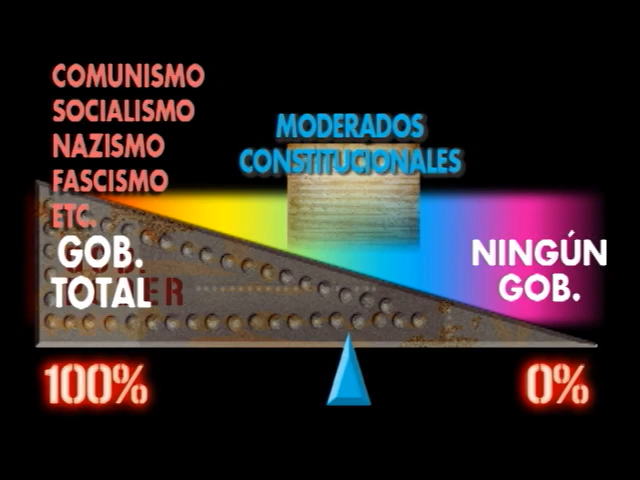 COMUNISMO
SOCIALISMO
NAZISMO
FASCISMO
ETC.
MODERADOS
CONSTITUCIONALES
GOB.
TOTAL
NINGÚN
GOB.
100%
0%